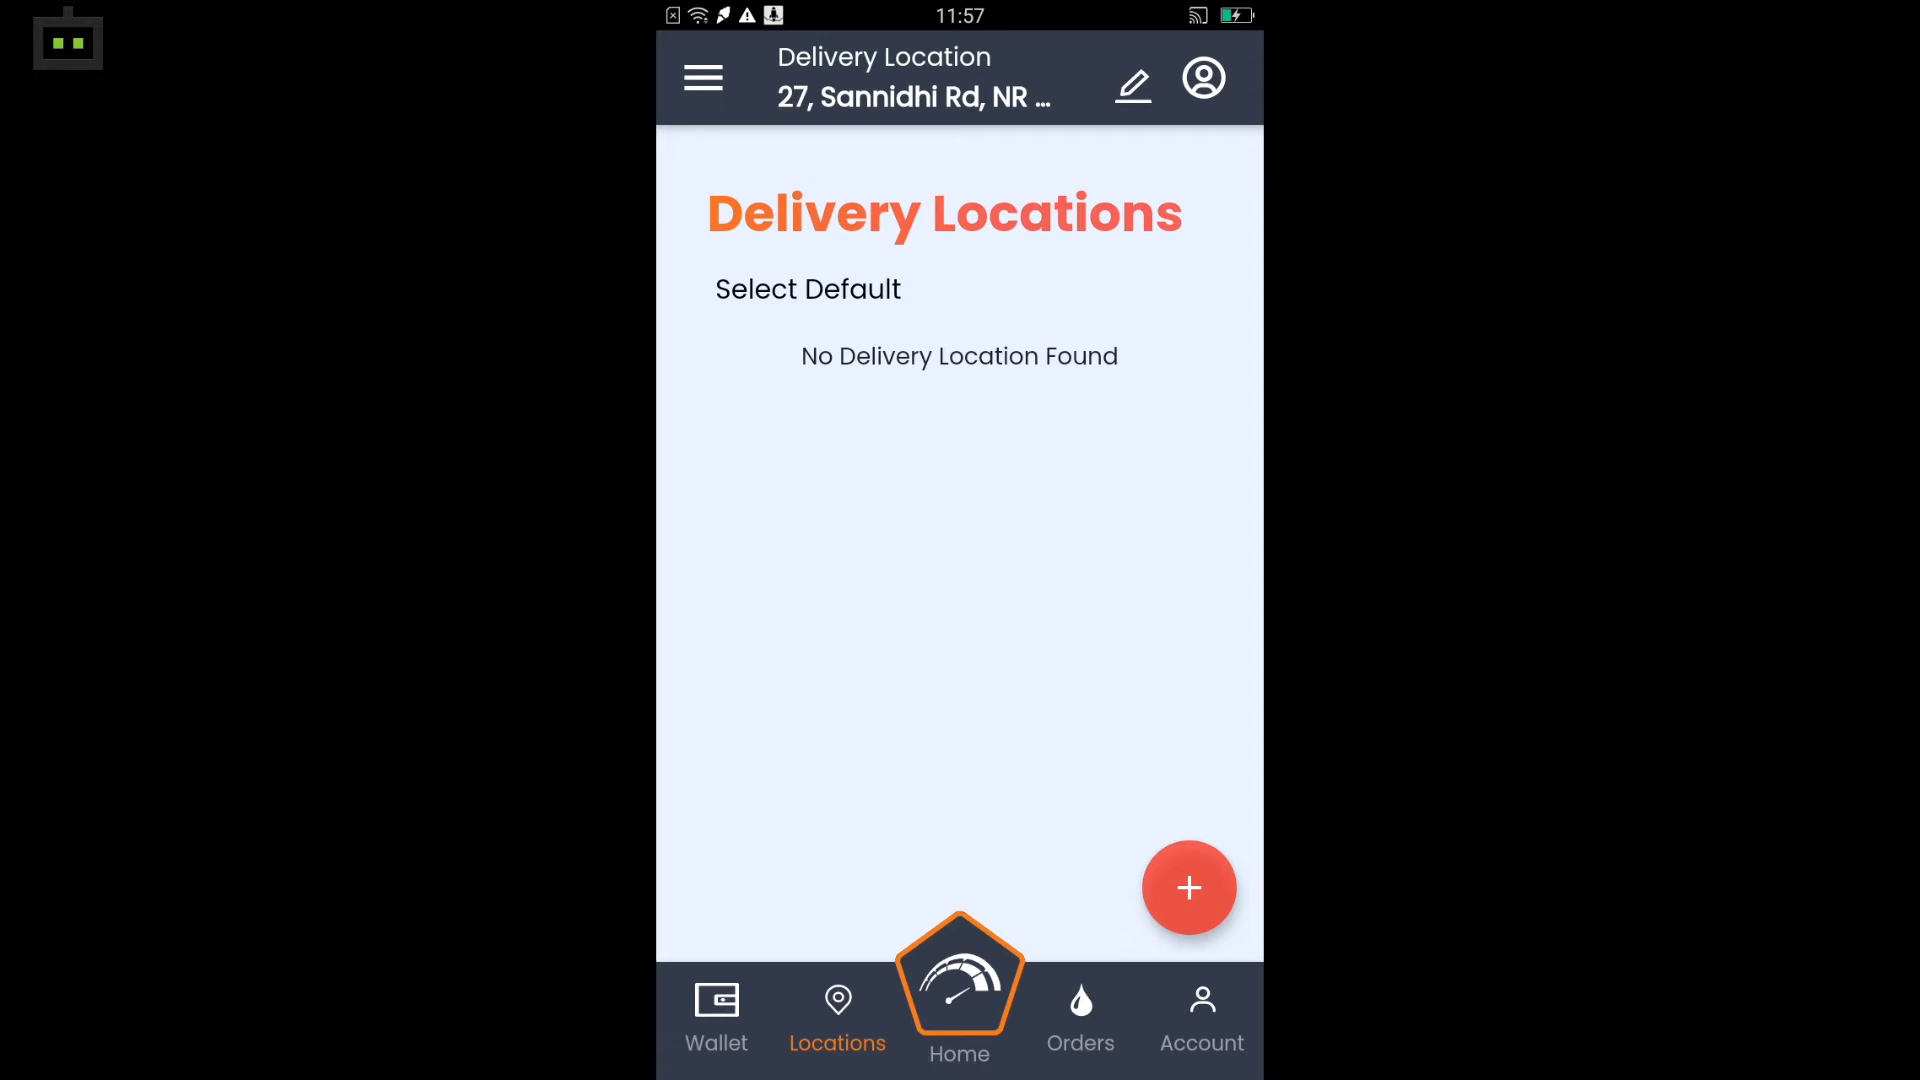 11:57
Delivery Location
27, Sannidhi Rd, NR ...
Delivery Locations
Select Default
No Delivery Location Found
Wallet
Locations
Home
Orders
Account